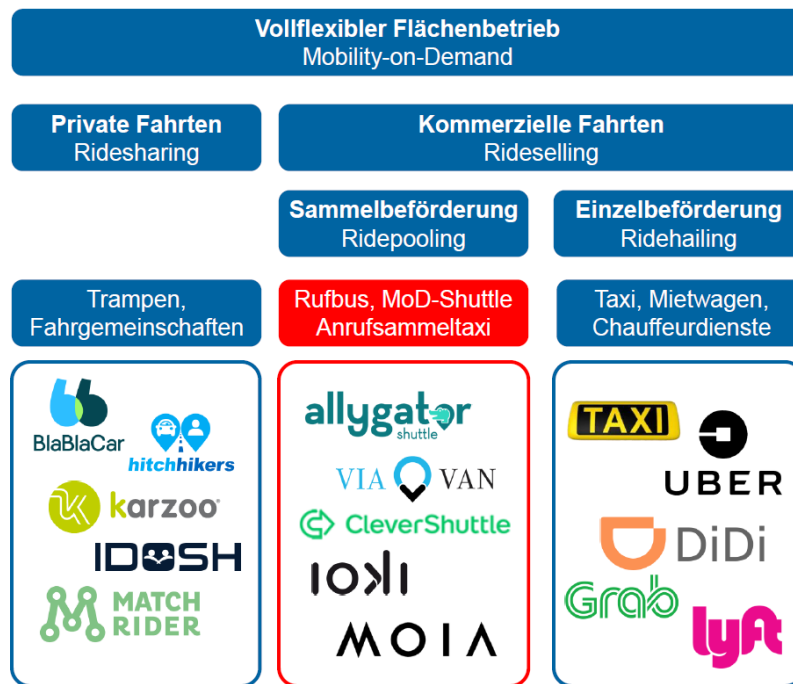 Vollflexibler Flächenbetrieb
Mobility-on-Demand
Private Fahrten
Ridesharing
Kommerzielle Fahrten
Rideselling
Sammelbeförderung
Ridepooling
Einzelbeförderung
Ridehailing
Trampen,
Fahrgemeinschaften
Rufbus, MoD-Shuttle
Anrufsammeltaxi
Taxi, Mietwagen,
Chauffeurdienste
BlaBlaCar
hitchhikers
karzoo®
IDOSH
MATCH
RIDER
allygator
shuttle
VIA VAN
CleverShuttle
ioki
MOIA
TAXI
UBER
DiDi
Grab
lyft